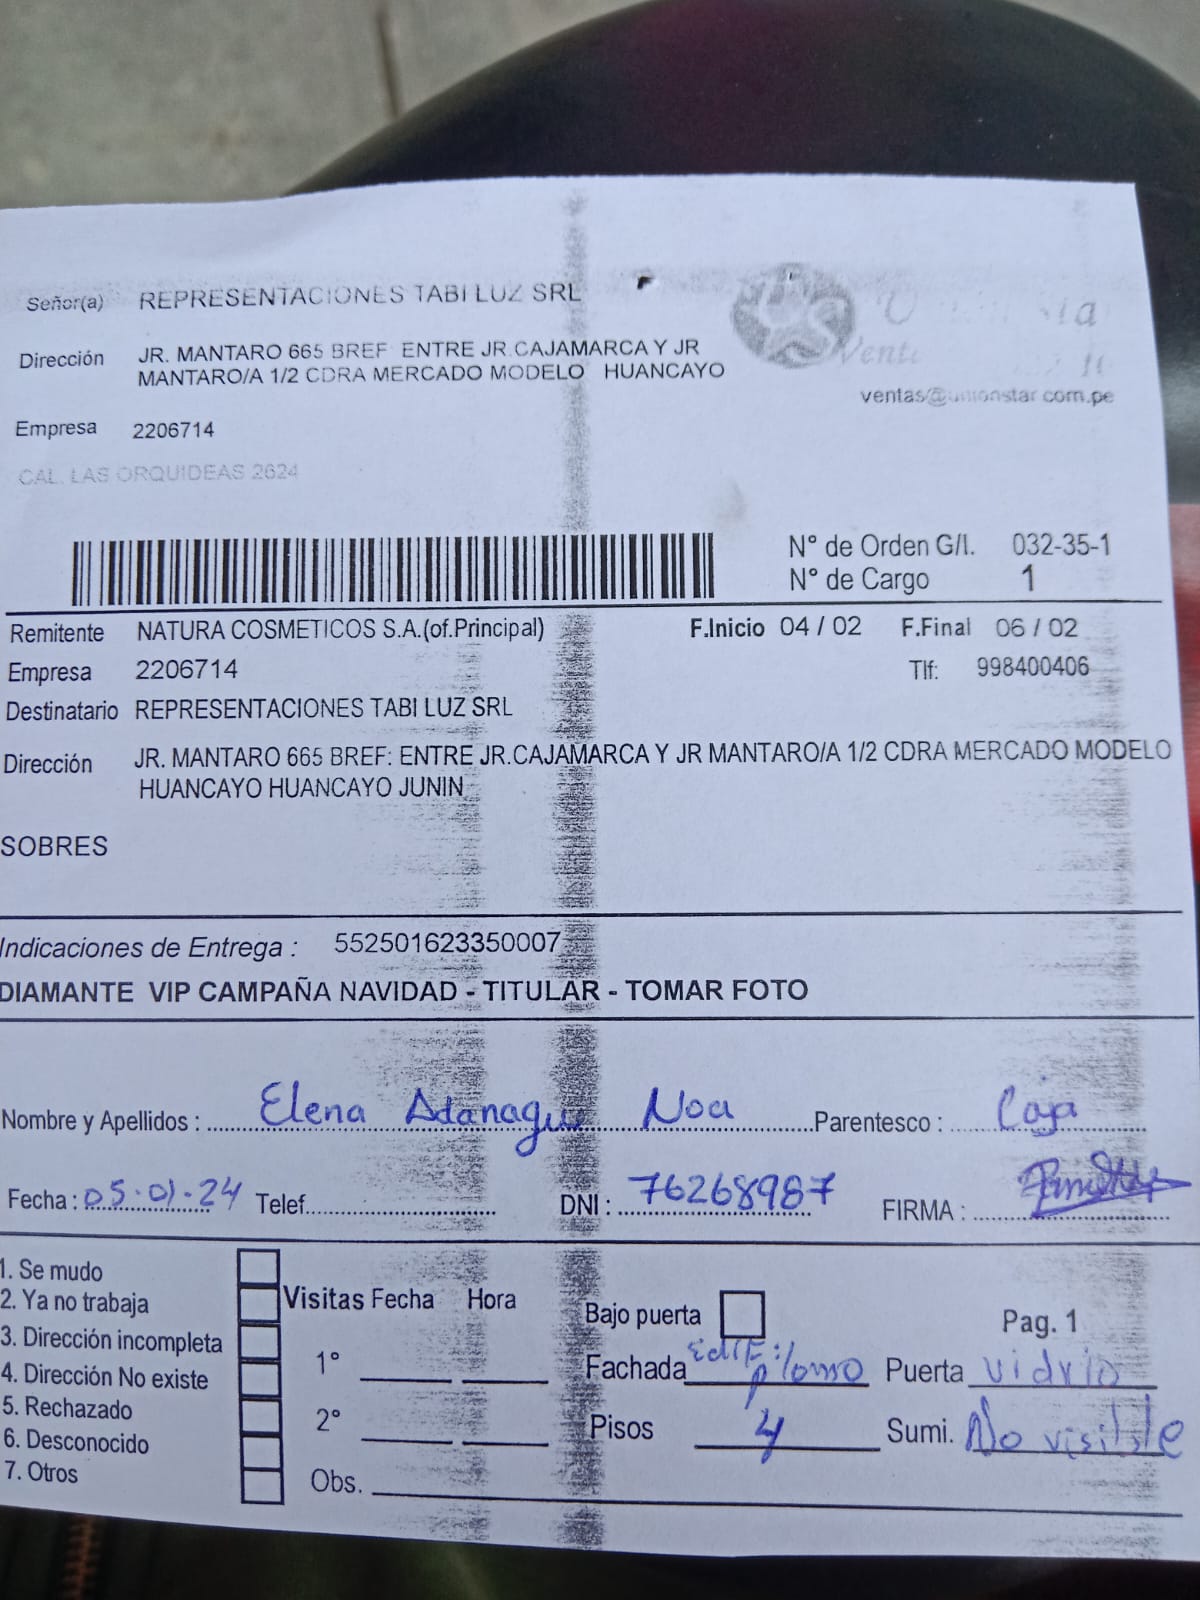 Señor(a) REPRESENTACIONES TABI LUZ SRL
Dirección JR. MANTARO 665 BREF ENTRE JR.CAJAMARCA Y JR
MANTARO/A 1/2 CDRA MERCADO MODELO HUANCAYO
ventas@unionstar.com.pe
Empresa 2206714
CAL. LAS ORQUIDEAS 2624
N° de Orden G/I. 032-35-1
N° de Cargo 1
Remitente NATURA COSMETICOS S.A.(of.Principal) F.Inicio 04 / 02 F.Final 06 / 02
Empresa 2206714 Tlf: 998400406
Destinatario REPRESENTACIONES TABI LUZ SRL
Dirección JR. MANTARO 665 BREF: ENTRE JR.CAJAMARCA Y JR MANTARO/A 1/2 CDRA MERCADO MODELO
HUANCAYO HUANCAYO JUNIN
SOBRES
Indicaciones de Entrega : 552501623350007
DIAMANTE VIP CAMPAÑA NAVIDAD - TITULAR - TOMAR FOTO
Nombre y Apellidos : Elena Adanaqu Noa Parentesco : Caja
Fecha : 05.01.24 Telef. DNI : 76268987 FIRMA :
1. Se mudo
2. Ya no trabaja Visitas Fecha Hora Bajo puerta Pag. 1
3. Dirección incompleta
4. Dirección No existe 1° Fachada Edif: plomo Puerta vidrio
5. Rechazado
6. Desconocido 2° Pisos 4 Sumi. No visible
7. Otros Obs.